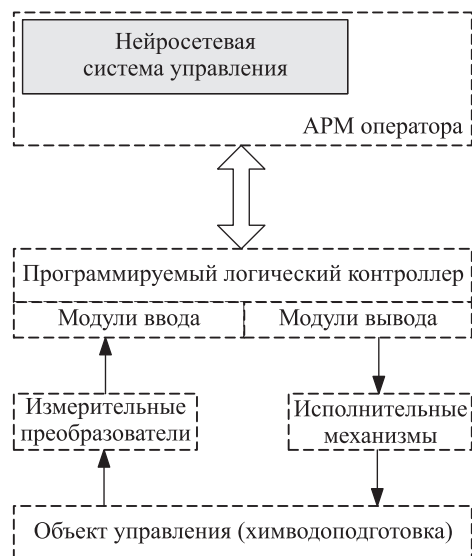 Нейросетевая
система управления
АРМ оператора
Программируемый логический контроллер
Модули ввода
Модули вывода
Измерительные
преобразователи
Исполнительные
механизмы
Объект управления (химводоподготовка)